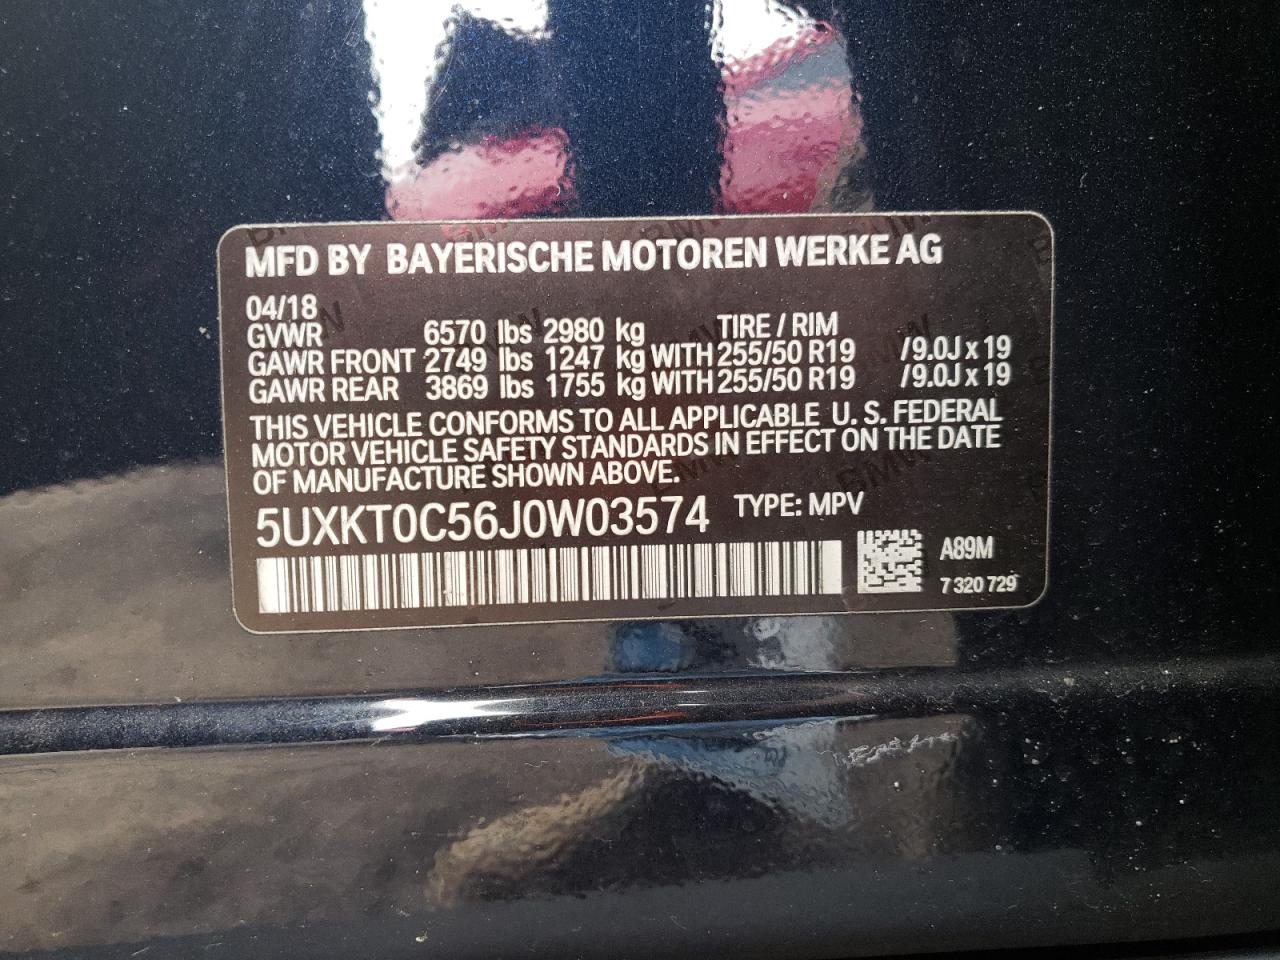 MFD BY BAYERISCHE MOTOREN WERKE AG
04/18
GVWR 6570 lbs 2980 kg TIRE / RIM
GAWR FRONT 2749 lbs 1247 kg WITH 255/50 R19 /9.0J x 19
GAWR REAR 3869 lbs 1755 kg WITH 255/50 R19 /9.0J x 19
THIS VEHICLE CONFORMS TO ALL APPLICABLE U. S. FEDERAL
MOTOR VEHICLE SAFETY STANDARDS IN EFFECT ON THE DATE
OF MANUFACTURE SHOWN ABOVE.
5UXKT0C56J0W03574 TYPE: MPV
A89M
7 320 729